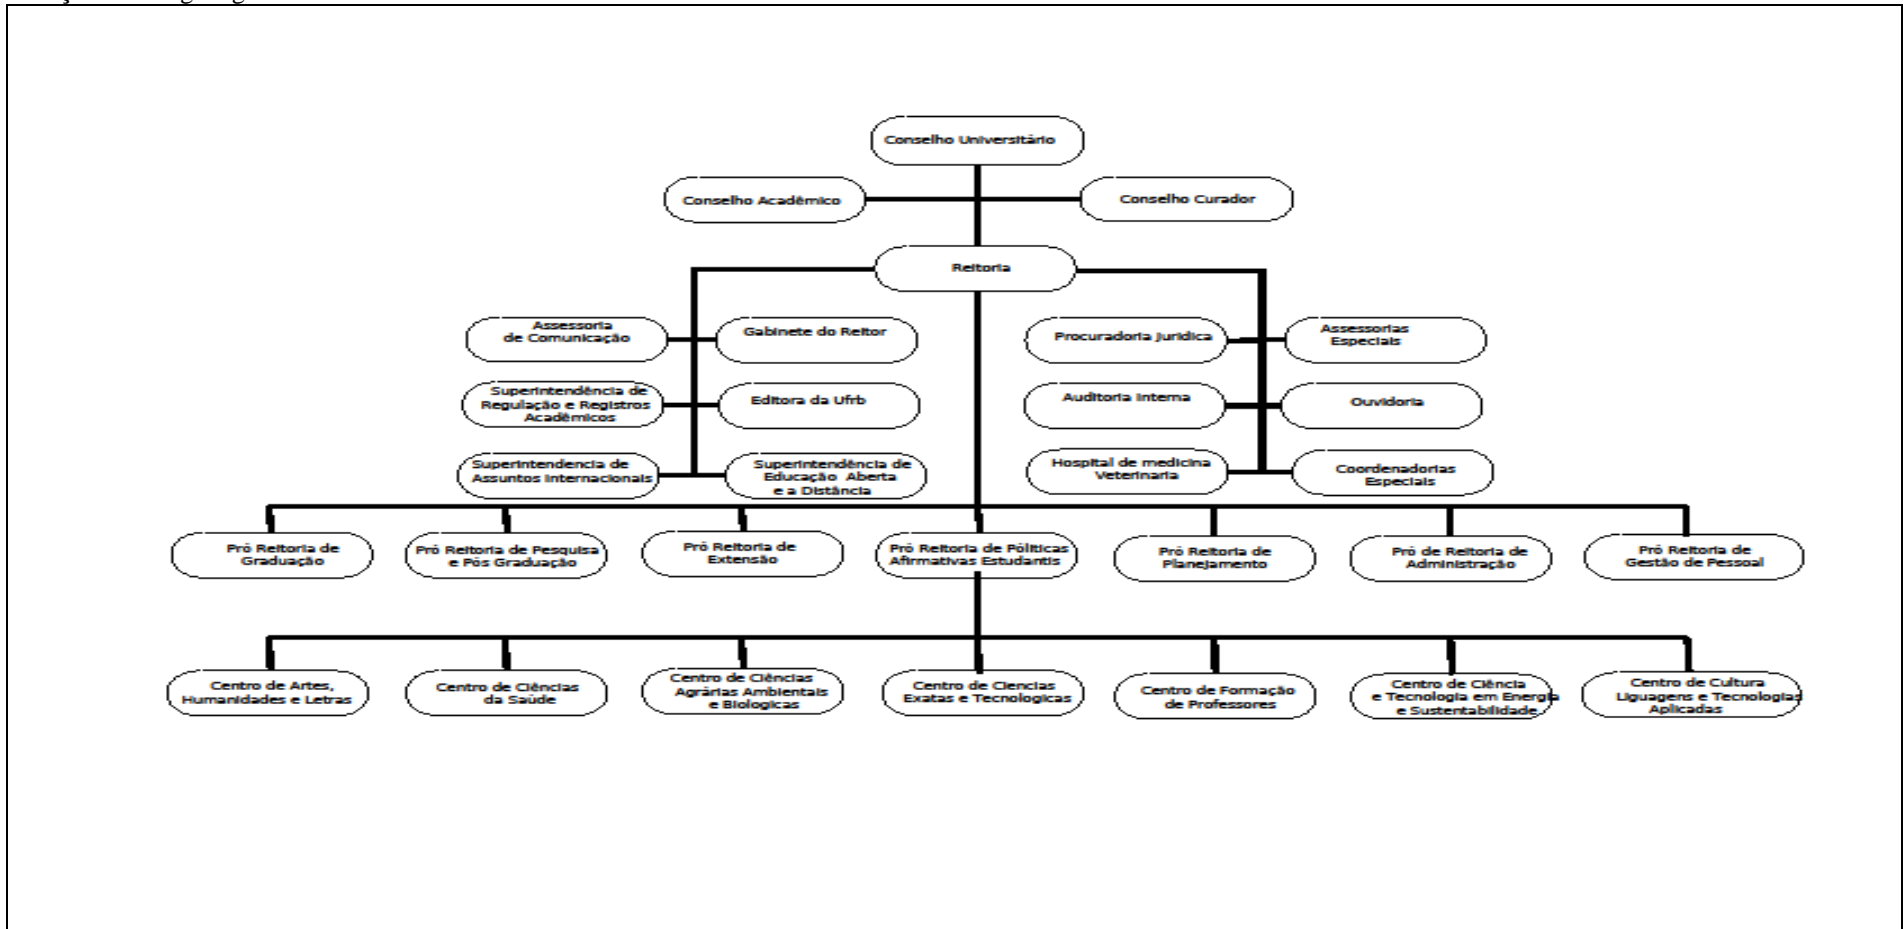 Conselho Universitário
Conselho Acadêmico
Conselho Curador
Reitoria
Assessoria
de Comunicação
Gabinete do Reitor
Procuradoria Juridica
Assessorias
Especiais
Superintendência de
Regulação e Registros
Acadêmicos
Editora da Ufrb
Auditoria Interna
Ouvidoria
Superintendencia de
Assuntos Internacionais
Superintendência de
Educação Aberta
e a Distância
Hospital de medicina
Veterinaria
Coordenadorias
Especiais
Pró Reitoria de
Graduação
Pró Reitoria de Pesquisa
e Pós Graduação
Pró Reitoria de
Extensão
Pró Reitoria de Póliticas
Afirmativas Estudantis
Pró Reitoria de
Planejamento
Pró de Reitoria de
Administração
Pró Reitoria de
Gestão de Pessoal
Centro de Artes,
Humanidades e Letras
Centro de Ciências
da Saúde
Centro de Ciências
Agrárias Ambientais
e Biologicas
Centro de Ciencias
Exatas e Tecnologicas
Centro de Formação
de Professores
Centro de Ciência
e Tecnologia em Energia
e Sustentabilidade
Centro de Cultura
Liguagens e Tecnologias
Aplicadas